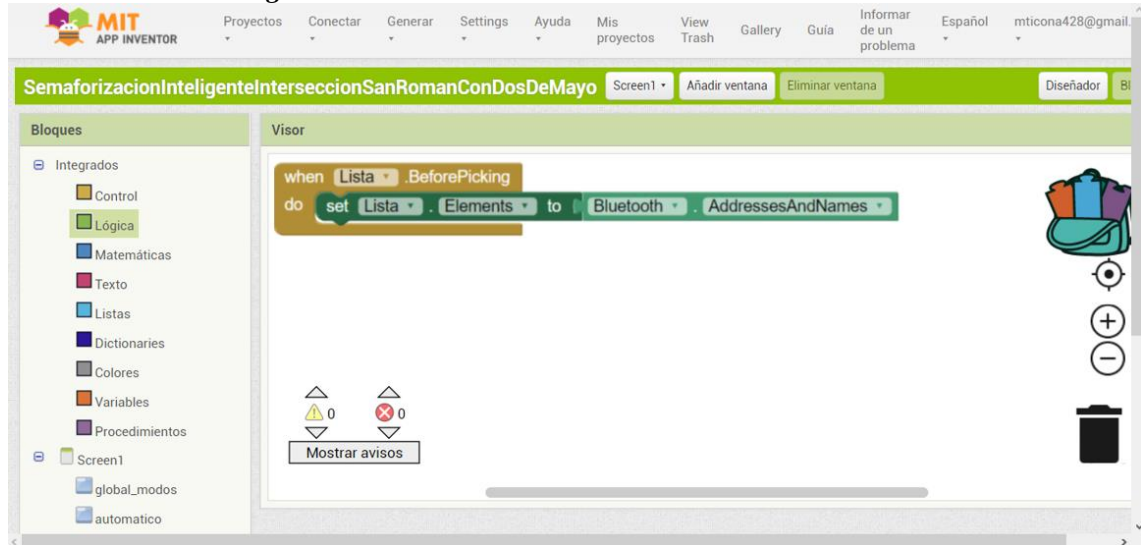 MIT
APP INVENTOR
Proyectos Conectar Generar Settings Ayuda Mis proyectos View Trash Gallery Guía Informar de un problema Español mticona428@gmail.
SemaforizacionInteligenteInterseccionSanRomanConDosDeMayo Screen1 Añadir ventana Eliminar ventana Diseñador Bl
Bloques
Visor
Integrados
Control
Lógica
Matemáticas
Texto
Listas
Dictionaries
Colores
Variables
Procedimientos
Screen1
global_modos
automatico
when Lista .BeforePicking
do set Lista . Elements to Bluetooth . AddressesAndNames
0 0
Mostrar avisos